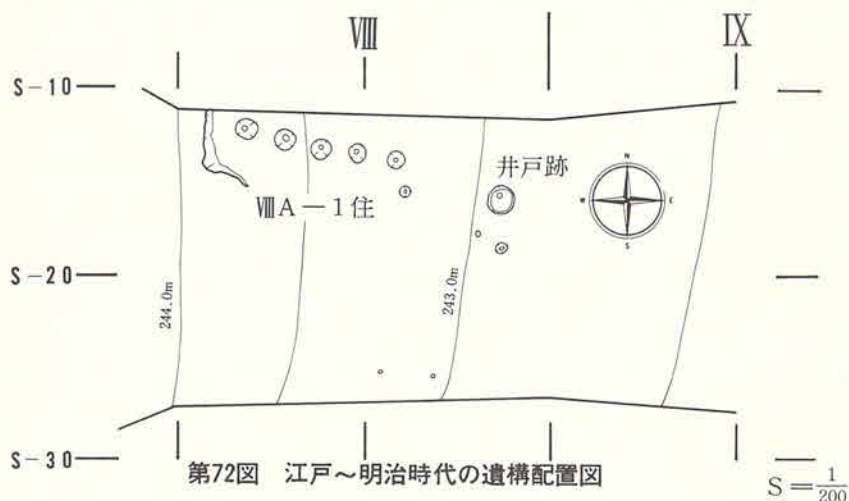 VIII
IX
S-10
井戸跡
N
W
E
S
VIIIA-1住
S-20
244.0m
243.0m
S-30
第72図 江戸~明治時代の遺構配置図
S=1/200